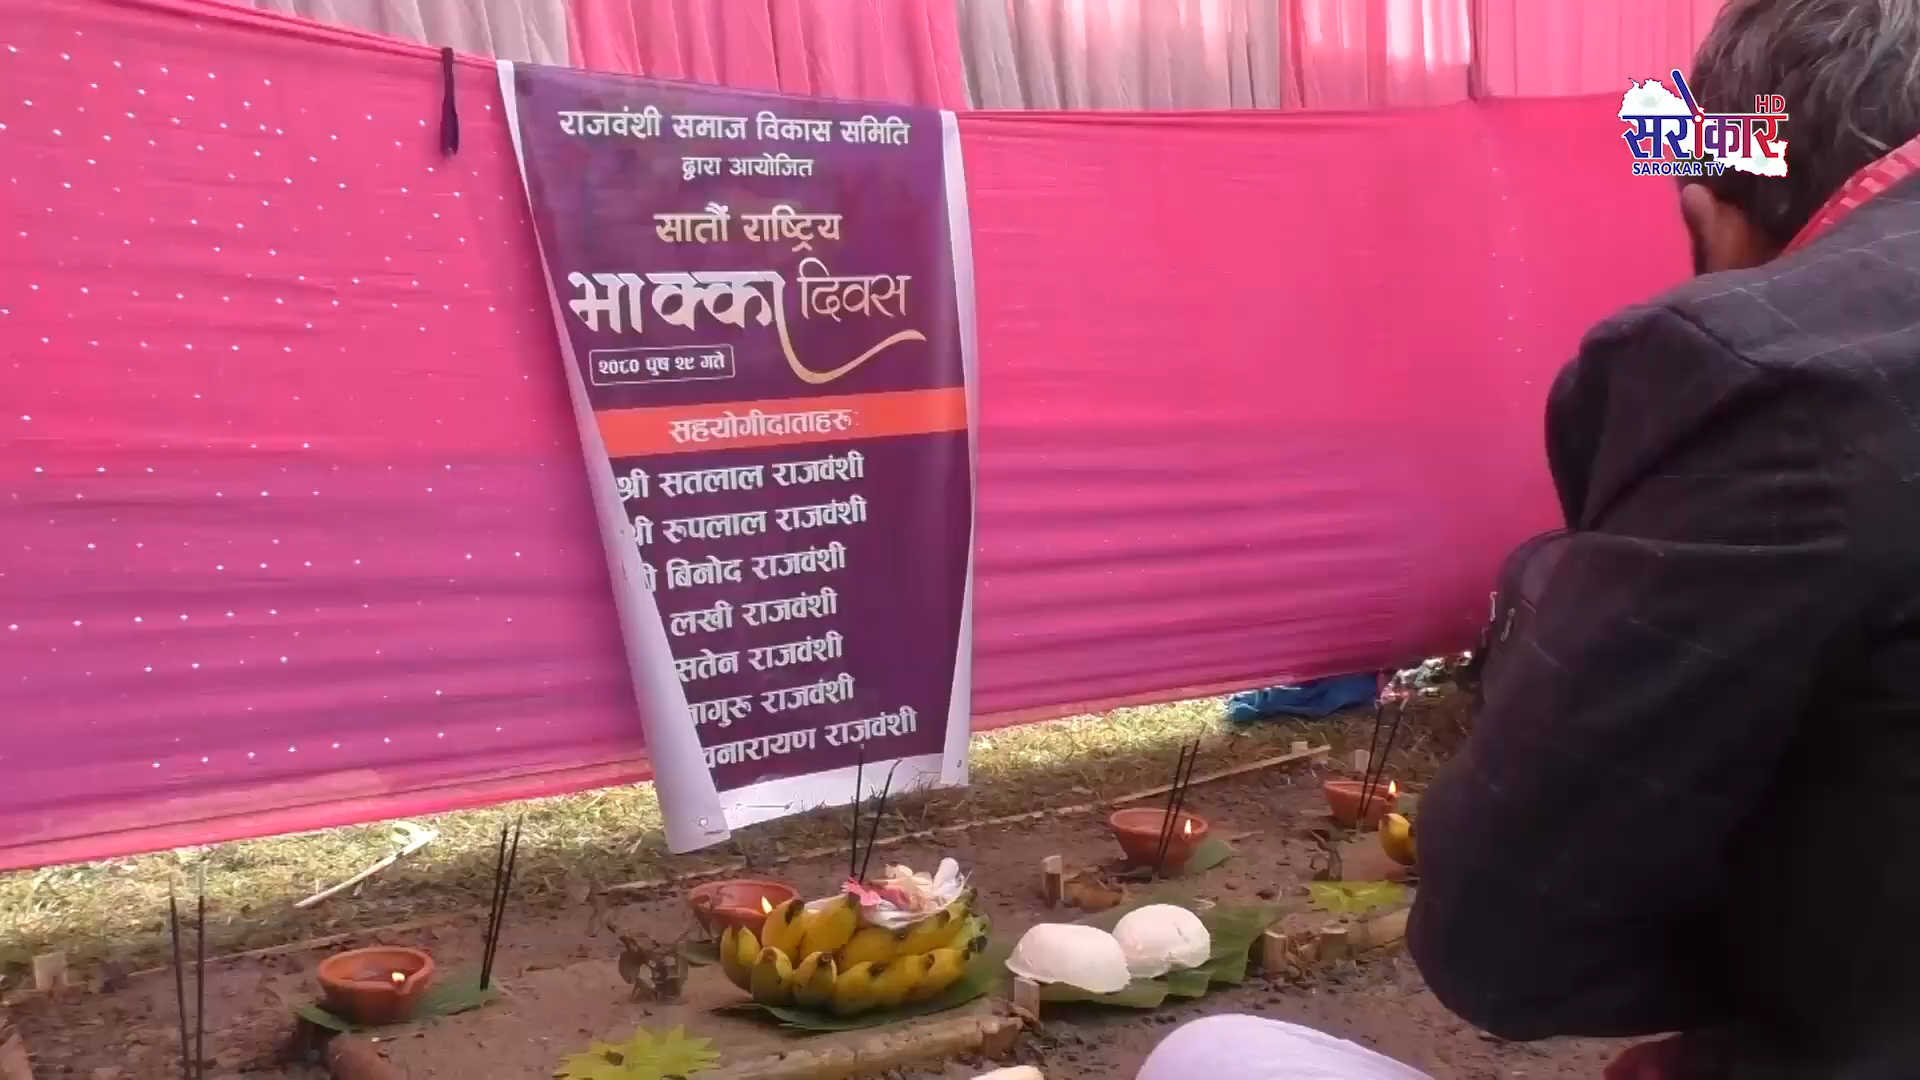 राजवंशी समाज विकास समिति
द्वारा आयोजित
सातौं राष्ट्रिय
भाक्का दिवस
२०८० पुष २९ गते
सहयोगीदाताहरू:
श्री सतलाल राजवंशी
श्री रुपलाल राजवंशी
बिनोद राजवंशी
लखी राजवंशी
सतेन राजवंशी
राजवंशी
राजवंशी
HD
सरोकार
SAROKAR TV